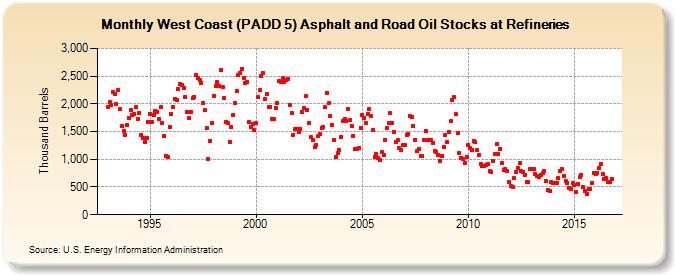 Monthly West Coast (PADD 5) Asphalt and Road Oil Stocks at Refineries
Thousand Barrels
3,000
2,500
2,000
1,500
1,000
500
0
1995 2000 2005 2010 2015
Source: U.S. Energy Information Administration